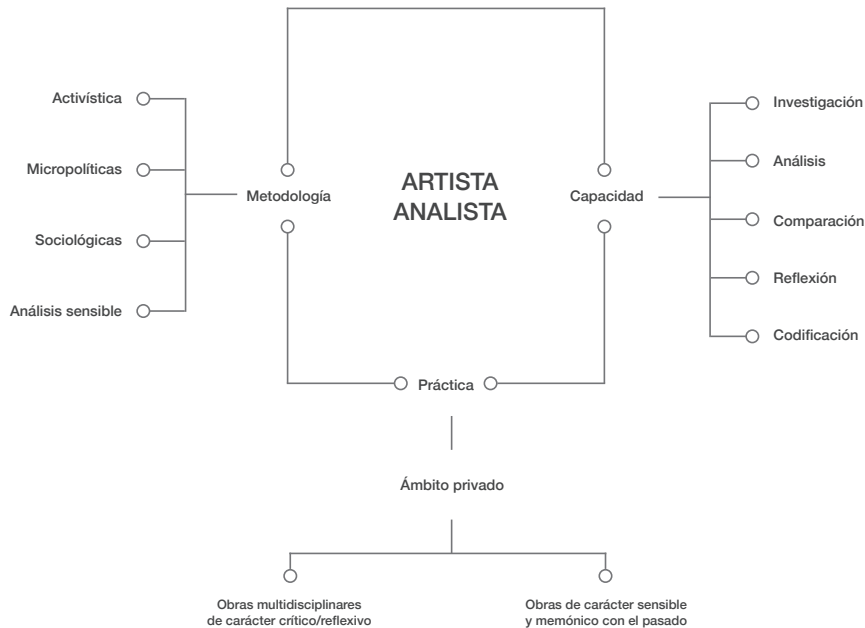 Activística
Micropolíticas
Sociológicas
Análisis sensible
Metodología
ARTISTA
ANALISTA
Capacidad
Investigación
Análisis
Comparación
Reflexión
Codificación
Práctica
Ámbito privado
Obras multidisciplinares
de carácter crítico/reflexivo
Obras de carácter sensible
y memónico con el pasado